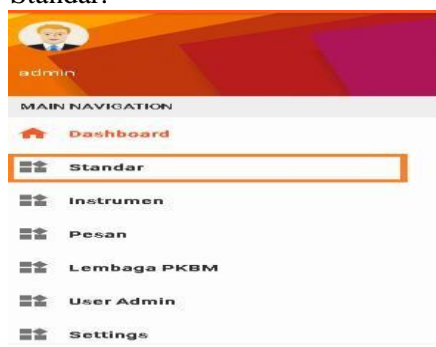 Standar.
admin
MAIN NAVIGATION
Dashboard
Standar
Instrumen
Pesan
Lembaga PKBM
User Admin
Settings